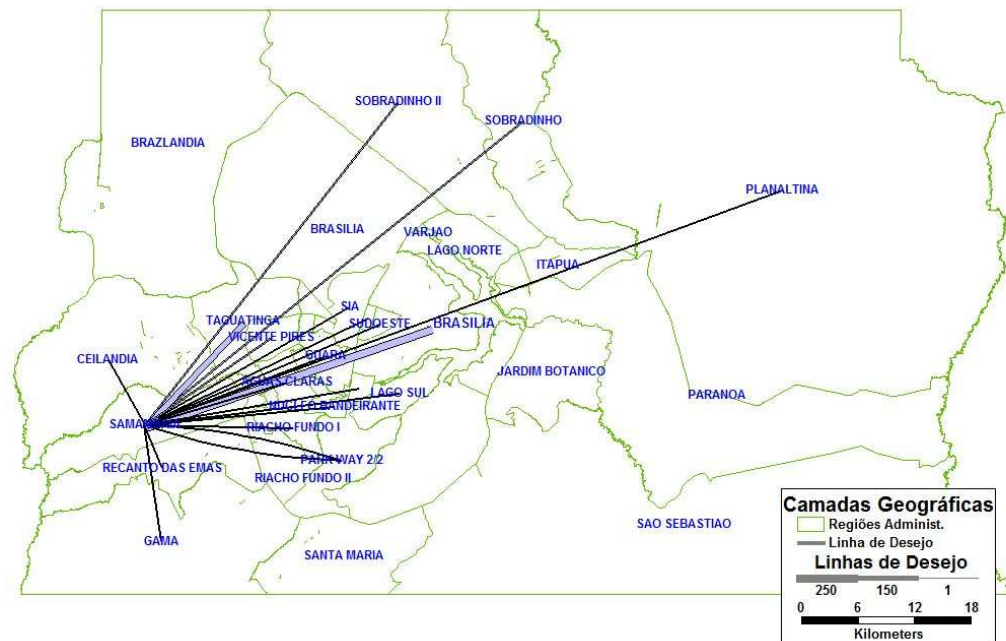 SOBRADINHO II
SOBRADINHO
BRAZLANDIA
PLANALTINA
BRASILIA
VARJAO
LAGO NORTE
ITAPUA
SIA
TAGUATINGA
SUDOESTE
BRASILIA
VICENTE PIRES
GUARA
CEILANDIA
JARDIM BOTANICO
AGUAS CLARAS
LAGO SUL
PARANOA
NUCLEO BANDEIRANTE
RIACHO FUNDO I
PARK WAY 2/2
RECANTO DAS EMAS
RIACHO FUNDO II
SAO SEBASTIAO
GAMA
SANTA MARIA
Camadas Geográficas
Regiões Administ.
Linha de Desejo
Linhas de Desejo
250 150 1
0 6 12 18
Kilometers